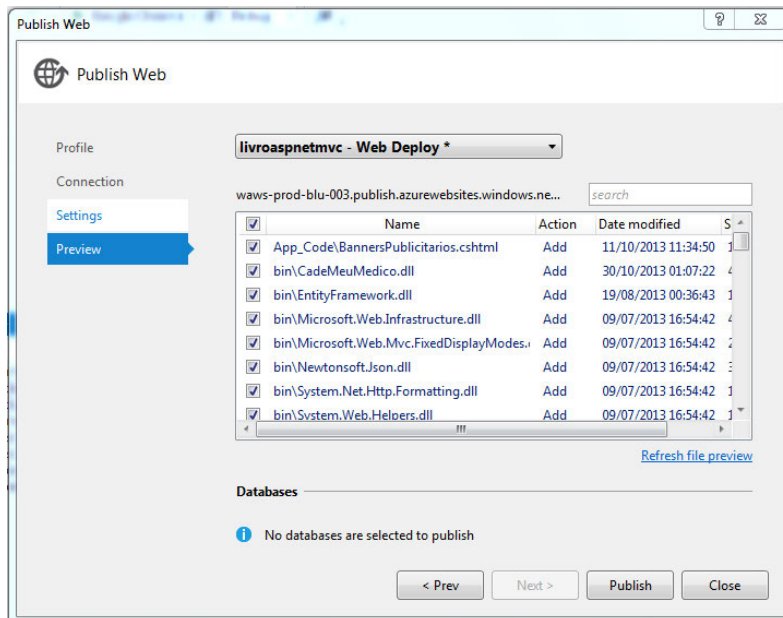 Publish Web
Publish Web
Profile
Connection
Settings
Preview
livroaspnetmvc - Web Deploy *
waws-prod-blu-003.publish.azurewebsites.windows.ne... search
Name Action Date modified S
App_Code\BannersPublicitarios.cshtml Add 11/10/2013 11:34:50
bin\CadeMeuMedico.dll Add 30/10/2013 01:07:22
bin\EntityFramework.dll Add 19/08/2013 00:36:43
bin\Microsoft.Web.Infrastructure.dll Add 09/07/2013 16:54:42
bin\Microsoft.Web.Mvc.FixedDisplayModes. Add 09/07/2013 16:54:42
bin\Newtonsoft.Json.dll Add 09/07/2013 16:54:42
bin\System.Net.Http.Formatting.dll Add 09/07/2013 16:54:42
bin\System.Web.Helpers.dll Add 09/07/2013 16:54:42
Refresh file preview
Databases
No databases are selected to publish
< Prev Next > Publish Close